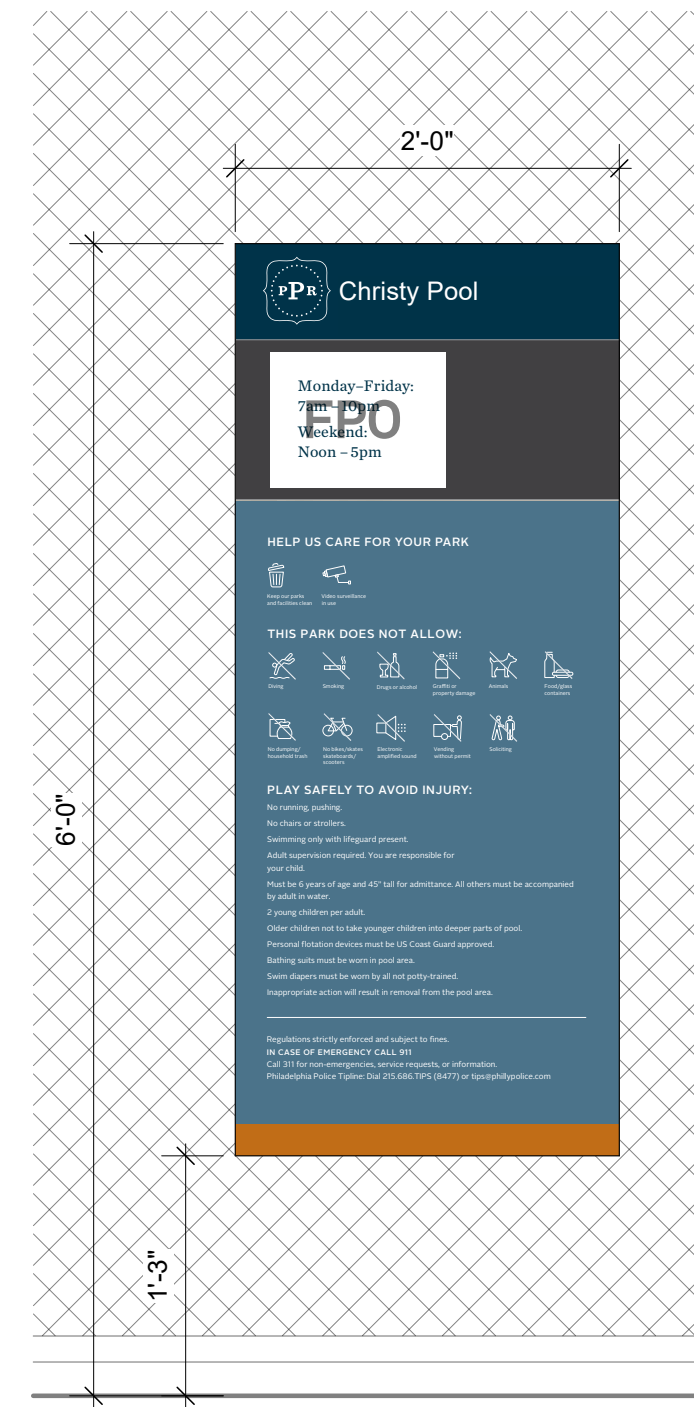 2'-0"
PPR
Christy Pool
Monday–Friday:
7am – 10pm
Weekend:
Noon – 5pm
FPO
HELP US CARE FOR YOUR PARK
Keep our parks
and facilities clean
Video surveillance
in use
THIS PARK DOES NOT ALLOW:
Diving
Smoking
Drugs or alcohol
Graffiti or
property damage
Animals
Food/glass
containers
No dumping/
household trash
No bikes/skates
skateboards/
scooters
Electronic
amplified sound
Vending
without permit
Soliciting
PLAY SAFELY TO AVOID INJURY:
No running, pushing.
No chairs or strollers.
Swimming only with lifeguard present.
Adult supervision required. You are responsible for
your child.
Must be 6 years of age and 45" tall for admittance. All others must be accompanied
by adult in water.
2 young children per adult.
Older children not to take younger children into deeper parts of pool.
Personal flotation devices must be US Coast Guard approved.
Bathing suits must be worn in pool area.
Swim diapers must be worn by all not potty-trained.
Inappropriate action will result in removal from the pool area.
Regulations strictly enforced and subject to fines.
IN CASE OF EMERGENCY CALL 911
Call 311 for non-emergencies, service requests, or information.
Philadelphia Police Tipline: Dial 215.686.TIPS (8477) or tips@phillypolice.com
6'-0"
1'-3"